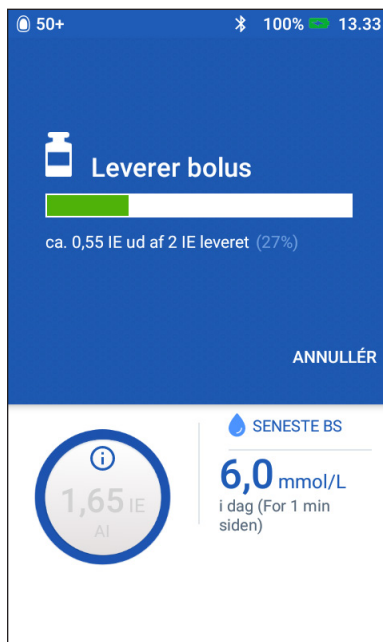 50+ 100% 13.33
Leverer bolus
ca. 0,55 IE ud af 2 IE leveret (27%)
ANNULLÉR
1,65 IE
AI
SENESTE BS
6,0 mmol/L
i dag (For 1 min
siden)